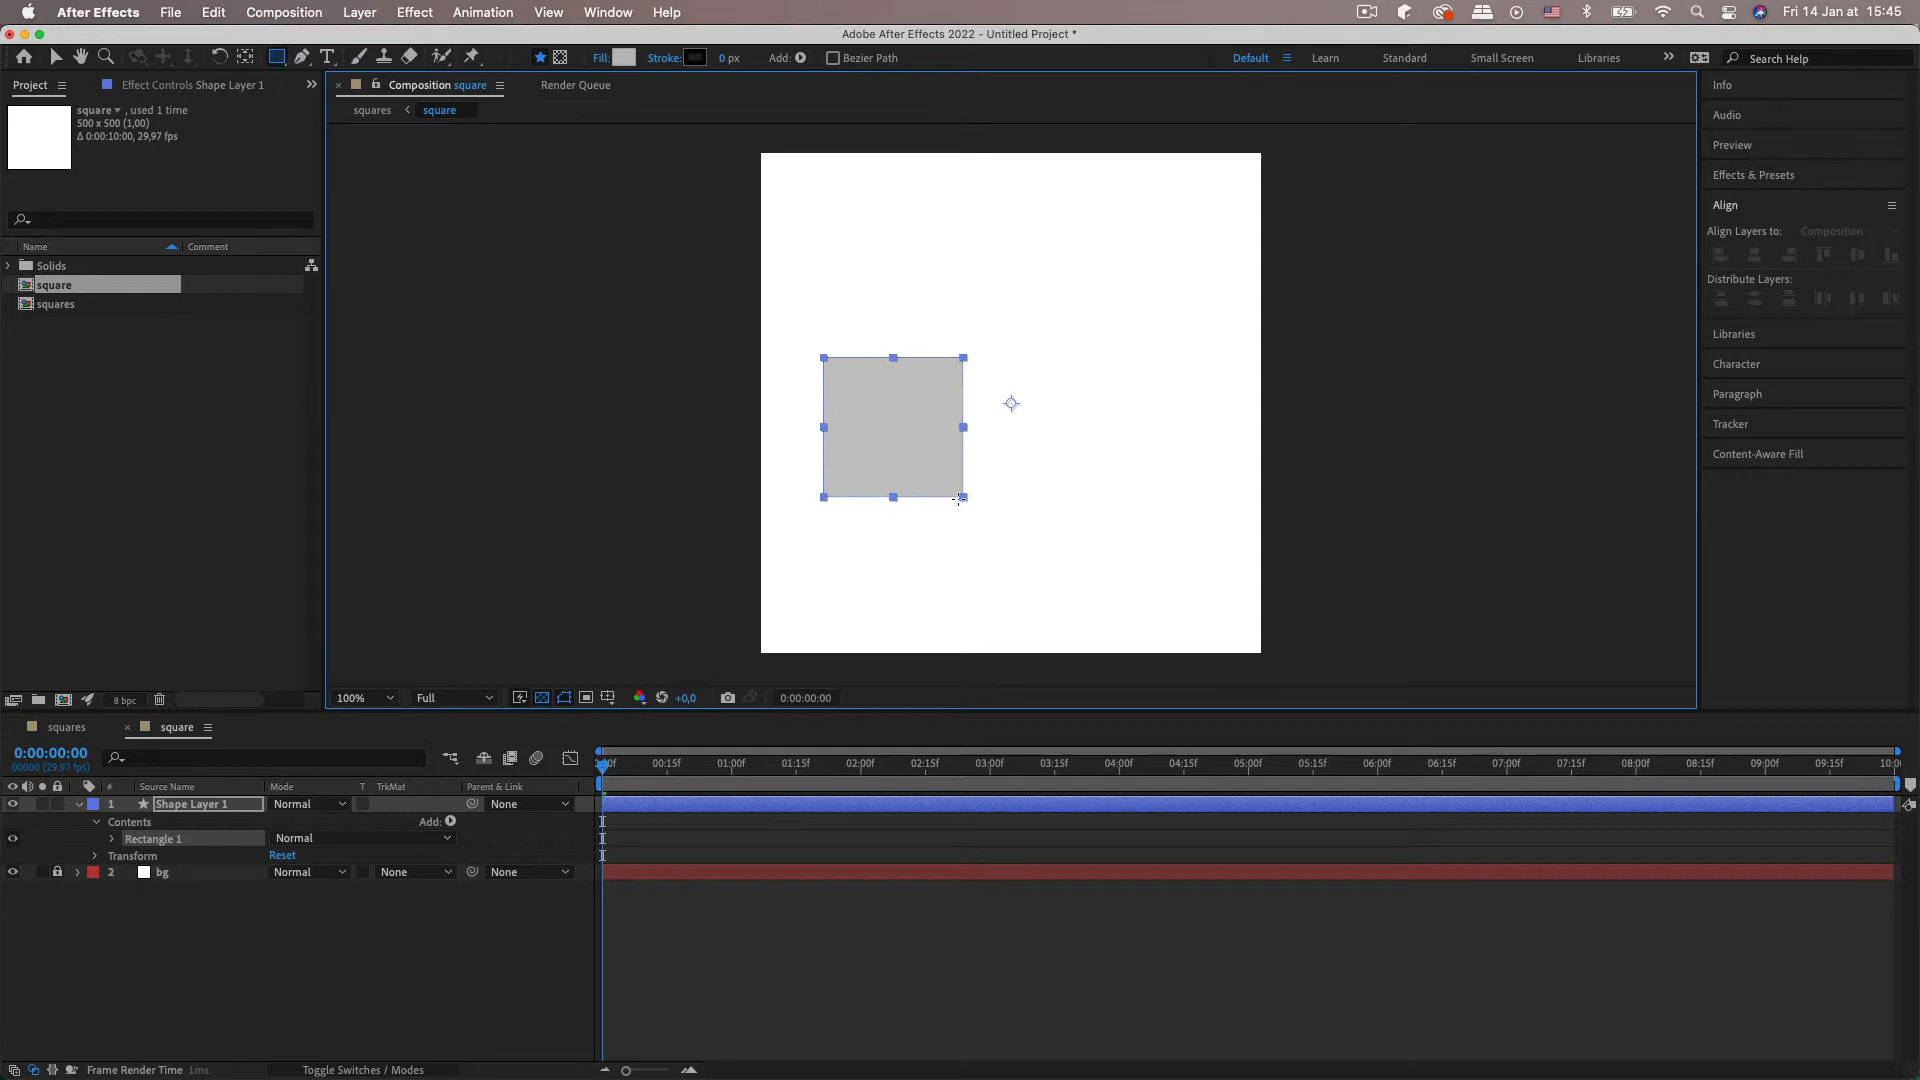 After Effects File Edit Composition Layer Effect Animation View Window Help Fri 14 Jan at 15:45
Adobe After Effects 2022 - Untitled Project *
Fill: Stroke: 0 px Add: Bezier Path Default Learn Standard Small Screen Libraries Search Help
Project Effect Controls Shape Layer 1
Composition square Render Queue
squares square
square , used 1 time
500 x 500 (1,00)
Δ 0:00:10:00, 29,97 fps
Name Comment
Solids
square
squares
8 bpc
100% Full +0,0 0:00:00:00
Info
Audio
Preview
Effects & Presets
Align
Align Layers to: Composition
Distribute Layers:
Libraries
Character
Paragraph
Tracker
Content-Aware Fill
squares square
0:00:00:00
00000 (29.97 fps)
00f 00:15f 01:00f 01:15f 02:00f 02:15f 03:00f 03:15f 04:00f 04:15f 05:00f 05:15f 06:00f 06:15f 07:00f 07:15f 08:00f 08:15f 09:00f 09:15f 10:00
# Source Name Mode T TrkMat Parent & Link
1 Shape Layer 1 Normal None
Contents Add:
Rectangle 1 Normal
Transform Reset
2 bg Normal None None
Frame Render Time 1ms Toggle Switches / Modes